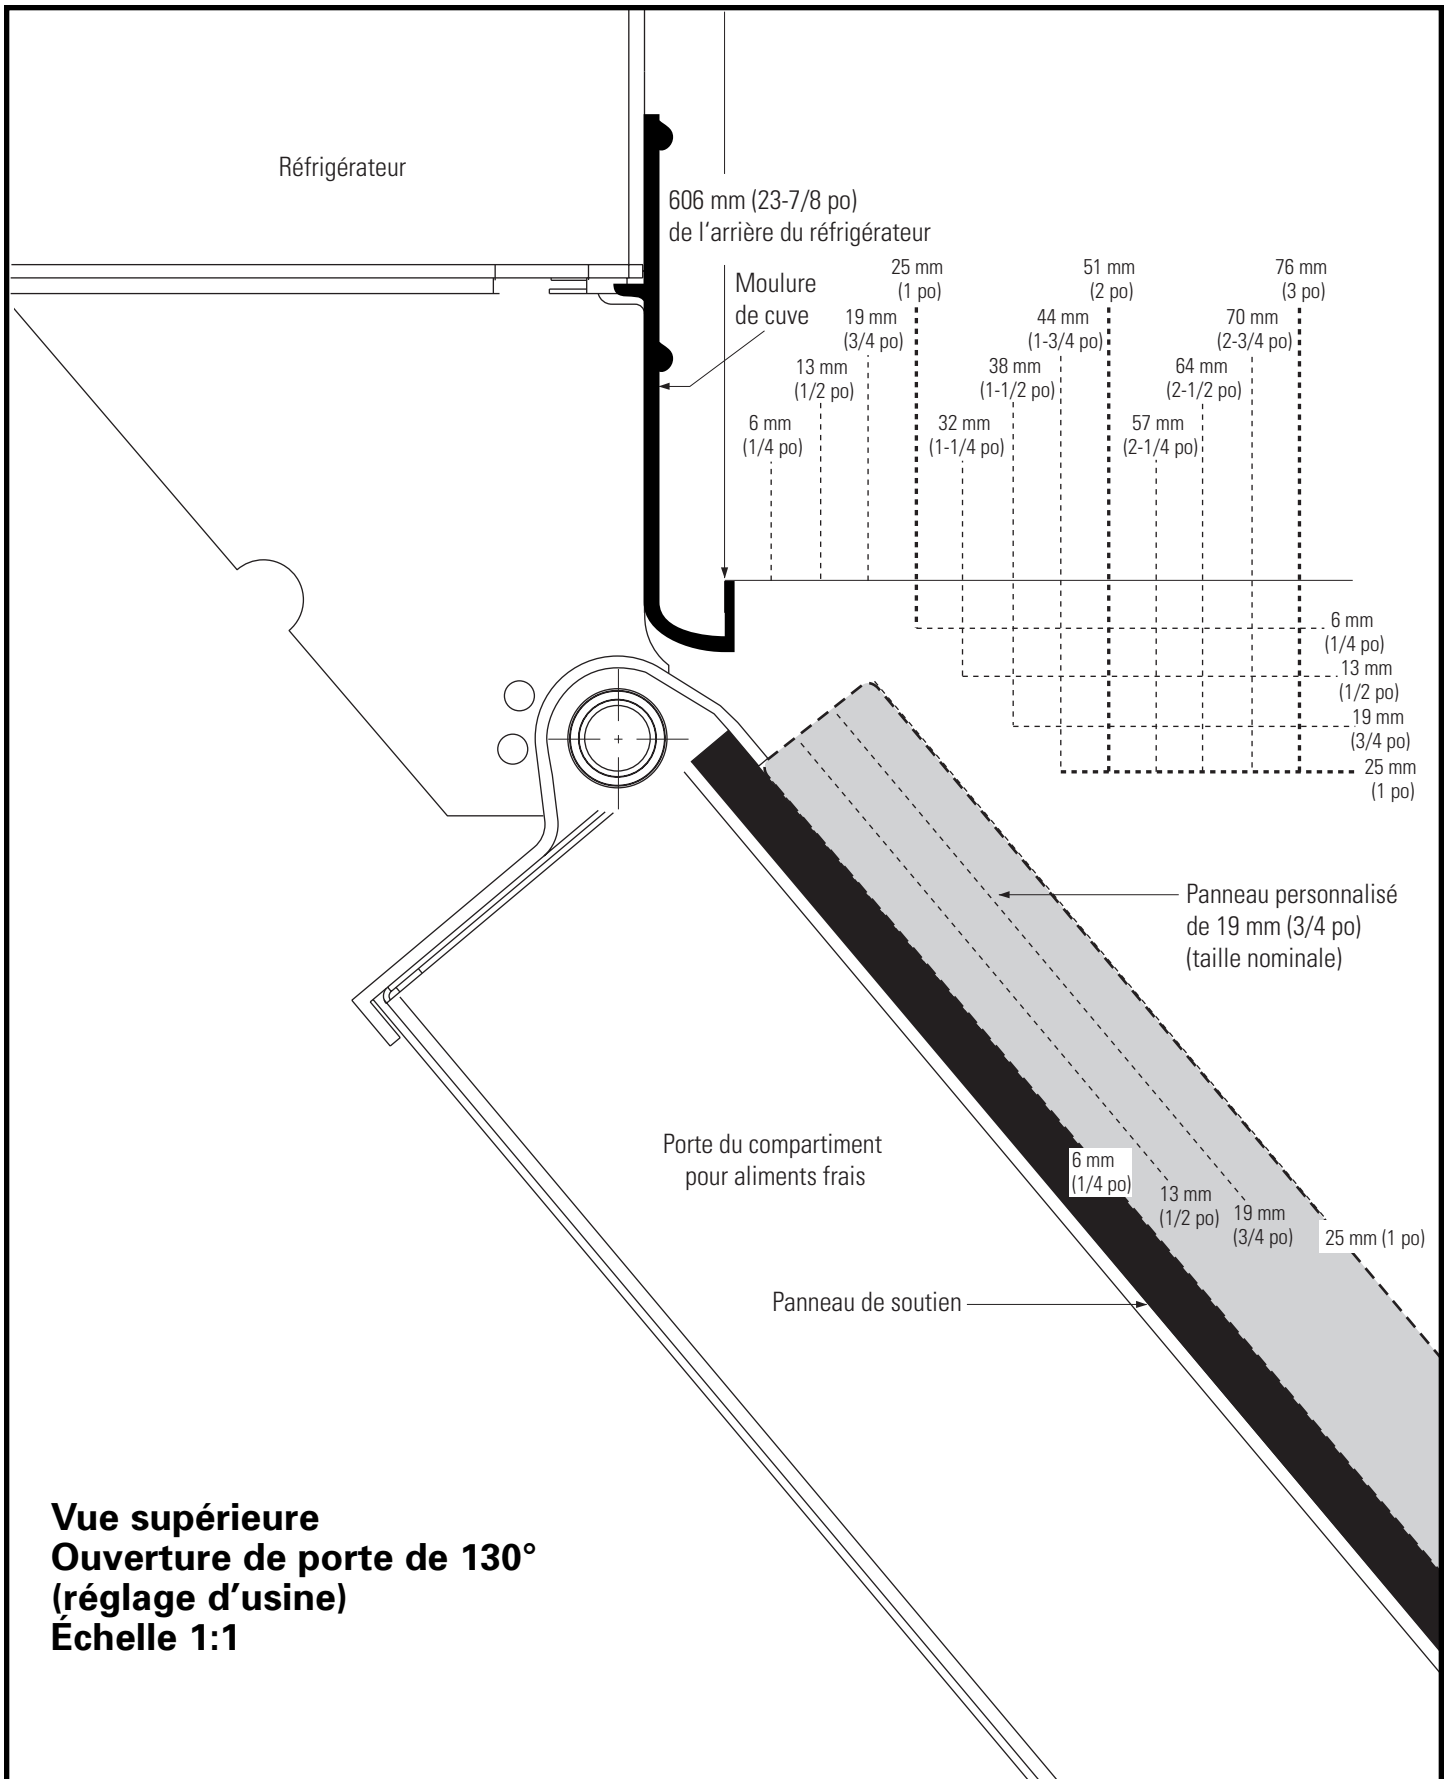 Réfrigérateur
606 mm (23-7/8 po)
de l'arrière du réfrigérateur
Moulure
de cuve
25 mm
(1 po)
51 mm
(2 po)
76 mm
(3 po)
19 mm
(3/4 po)
44 mm
(1-3/4 po)
70 mm
(2-3/4 po)
13 mm
(1/2 po)
38 mm
(1-1/2 po)
64 mm
(2-1/2 po)
6 mm
(1/4 po)
32 mm
(1-1/4 po)
57 mm
(2-1/4 po)
6 mm
(1/4 po)
13 mm
(1/2 po)
19 mm
(3/4 po)
25 mm
(1 po)
Panneau personnalisé
de 19 mm (3/4 po)
(taille nominale)
Porte du compartiment
pour aliments frais
6 mm
(1/4 po)
13 mm
(1/2 po)
19 mm
(3/4 po)
25 mm (1 po)
Panneau de soutien
Vue supérieure
Ouverture de porte de 130°
(réglage d'usine)
Échelle 1:1